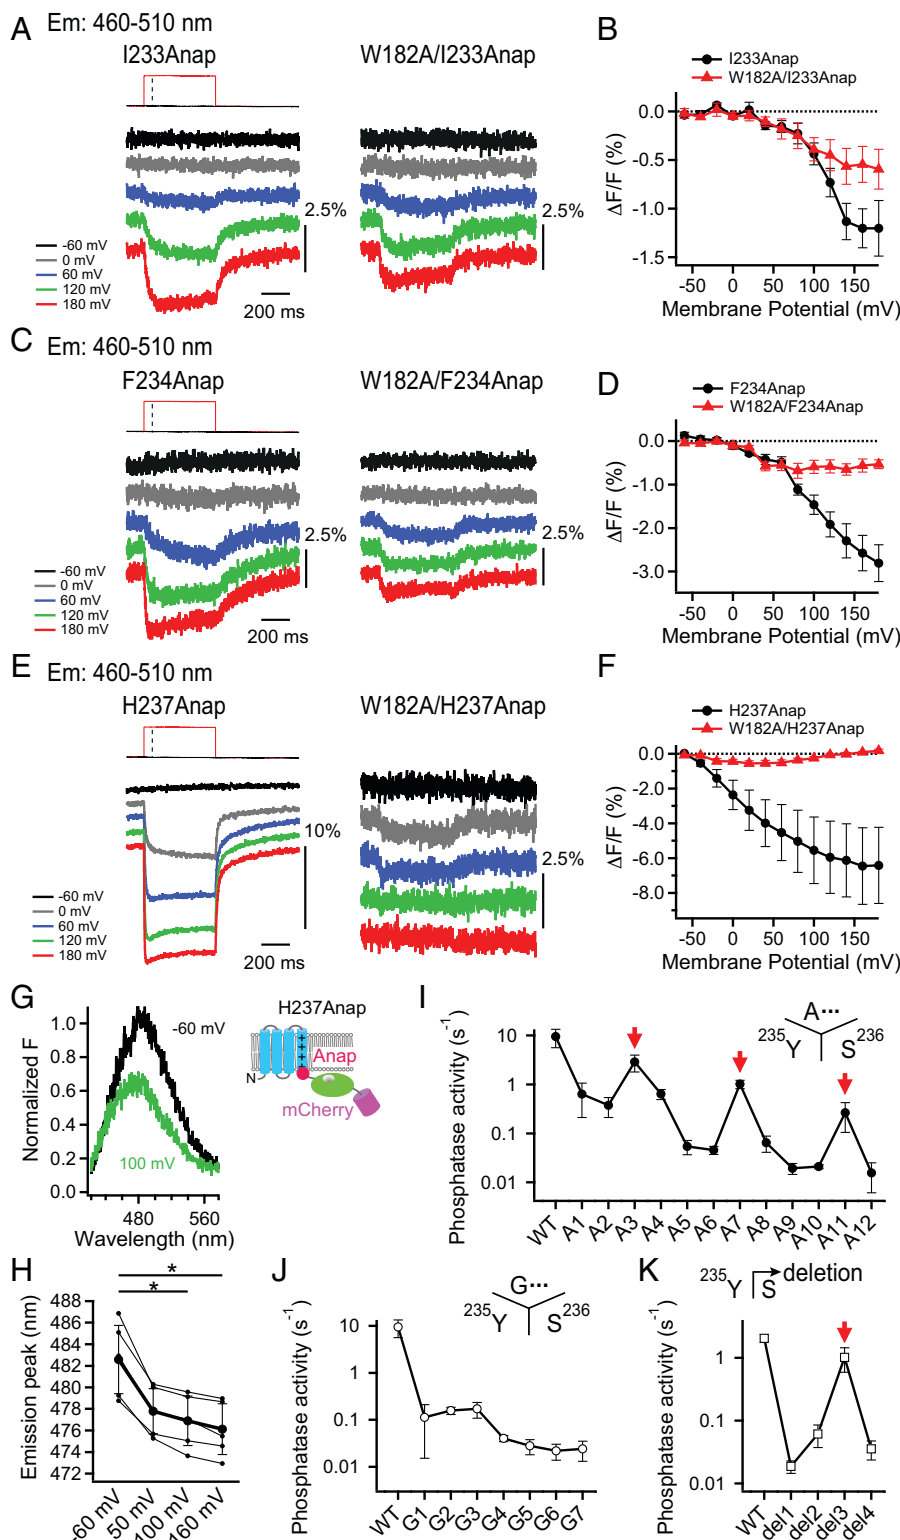 A Em: 460-510 nm
I233Anap
W182A/I233Anap
-60 mV
0 mV
60 mV
120 mV
180 mV
2.5%
2.5%
200 ms
B
I233Anap
W182A/I233Anap
ΔF/F (%)
0.0
-0.5
-1.0
-1.5
-50 0 50 100 150
Membrane Potential (mV)
C Em: 460-510 nm
F234Anap
W182A/F234Anap
-60 mV
0 mV
60 mV
120 mV
180 mV
2.5%
2.5%
200 ms
D
F234Anap
W182A/F234Anap
ΔF/F (%)
0.0
-1.0
-2.0
-3.0
-50 0 50 100 150
Membrane Potential (mV)
E Em: 460-510 nm
H237Anap
W182A/H237Anap
-60 mV
0 mV
60 mV
120 mV
180 mV
10%
2.5%
200 ms
F
H237Anap
W182A/H237Anap
ΔF/F (%)
0.0
-2.0
-4.0
-6.0
-8.0
-50 0 50 100 150
Membrane Potential (mV)
G
Normalized F
1.0
0.8
0.6
0.4
0.2
0.0
-60 mV
100 mV
480 560
Wavelength (nm)
H237Anap
N
++++
Anap
mCherry
I
Phosphatase activity (s⁻¹)
10
1
0.1
0.01
A···
²³⁵Y S²³⁶
WT A1 A2 A3 A4 A5 A6 A7 A8 A9 A10 A11 A12
H
Emission peak (nm)
488
486
484
482
480
478
476
474
472
*
*
-60 mV 50 mV 100 mV 160 mV
J
Phosphatase activity (s⁻¹)
10
1
0.1
0.01
G···
²³⁵Y S²³⁶
WT G1 G2 G3 G4 G5 G6 G7
K
Phosphatase activity (s⁻¹)
1
0.1
0.01
²³⁵Y S deletion
WT del1 del2 del3 del4